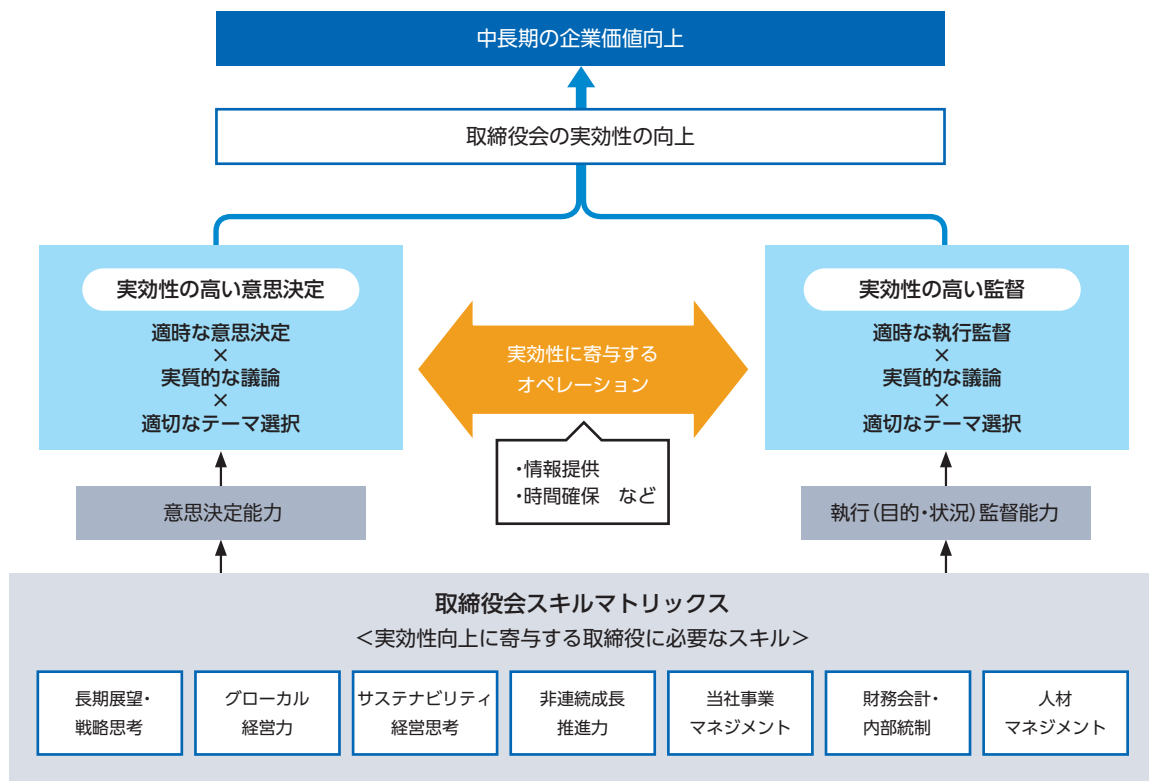 中長期の企業価値向上
取締役会の実効性の向上
実効性の高い意思決定
適時な意思決定
×
実質的な議論
×
適切なテーマ選択
実効性に寄与する
オペレーション
・情報提供
・時間確保　など
実効性の高い監督
適時な執行監督
×
実質的な議論
×
適切なテーマ選択
意思決定能力
執行（目的・状況）監督能力
取締役会スキルマトリックス
＜実効性向上に寄与する取締役に必要なスキル＞
長期展望・
戦略思考
グローカル
経営力
サステナビリティ
経営思考
非連続成長
推進力
当社事業
マネジメント
財務会計・
内部統制
人材
マネジメント